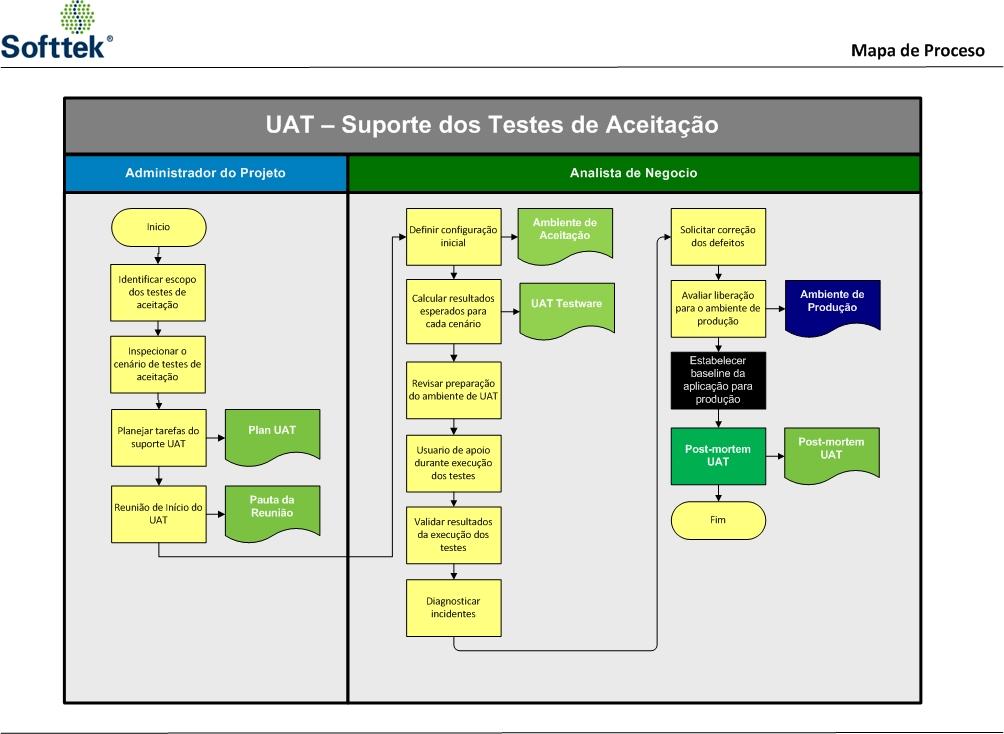 Softtek®
Mapa de Proceso
UAT – Suporte dos Testes de Aceitação
Administrador do Projeto
Analista de Negocio
Inicio
Identificar escopo
dos testes de
aceitação
Inspecionar o
cenário de testes de
aceitação
Planejar tarefas do
suporte UAT
Plan UAT
Reunião de Início do
UAT
Pauta da
Reunião
Definir configuração
inicial
Ambiente de
Aceitação
Calcular resultados
esperados para
cada cenário
UAT Testware
Revisar preparação
do ambiente de UAT
Usuario de apoio
durante execução
dos testes
Validar resultados
da execução dos
testes
Diagnosticar
incidentes
Solicitar correção
dos defeitos
Avaliar liberação
para o ambiente de
produção
Ambiente de
Produção
Estabelecer
baseline da
aplicação para
produção
Post-mortem
UAT
Post-mortem
UAT
Fim